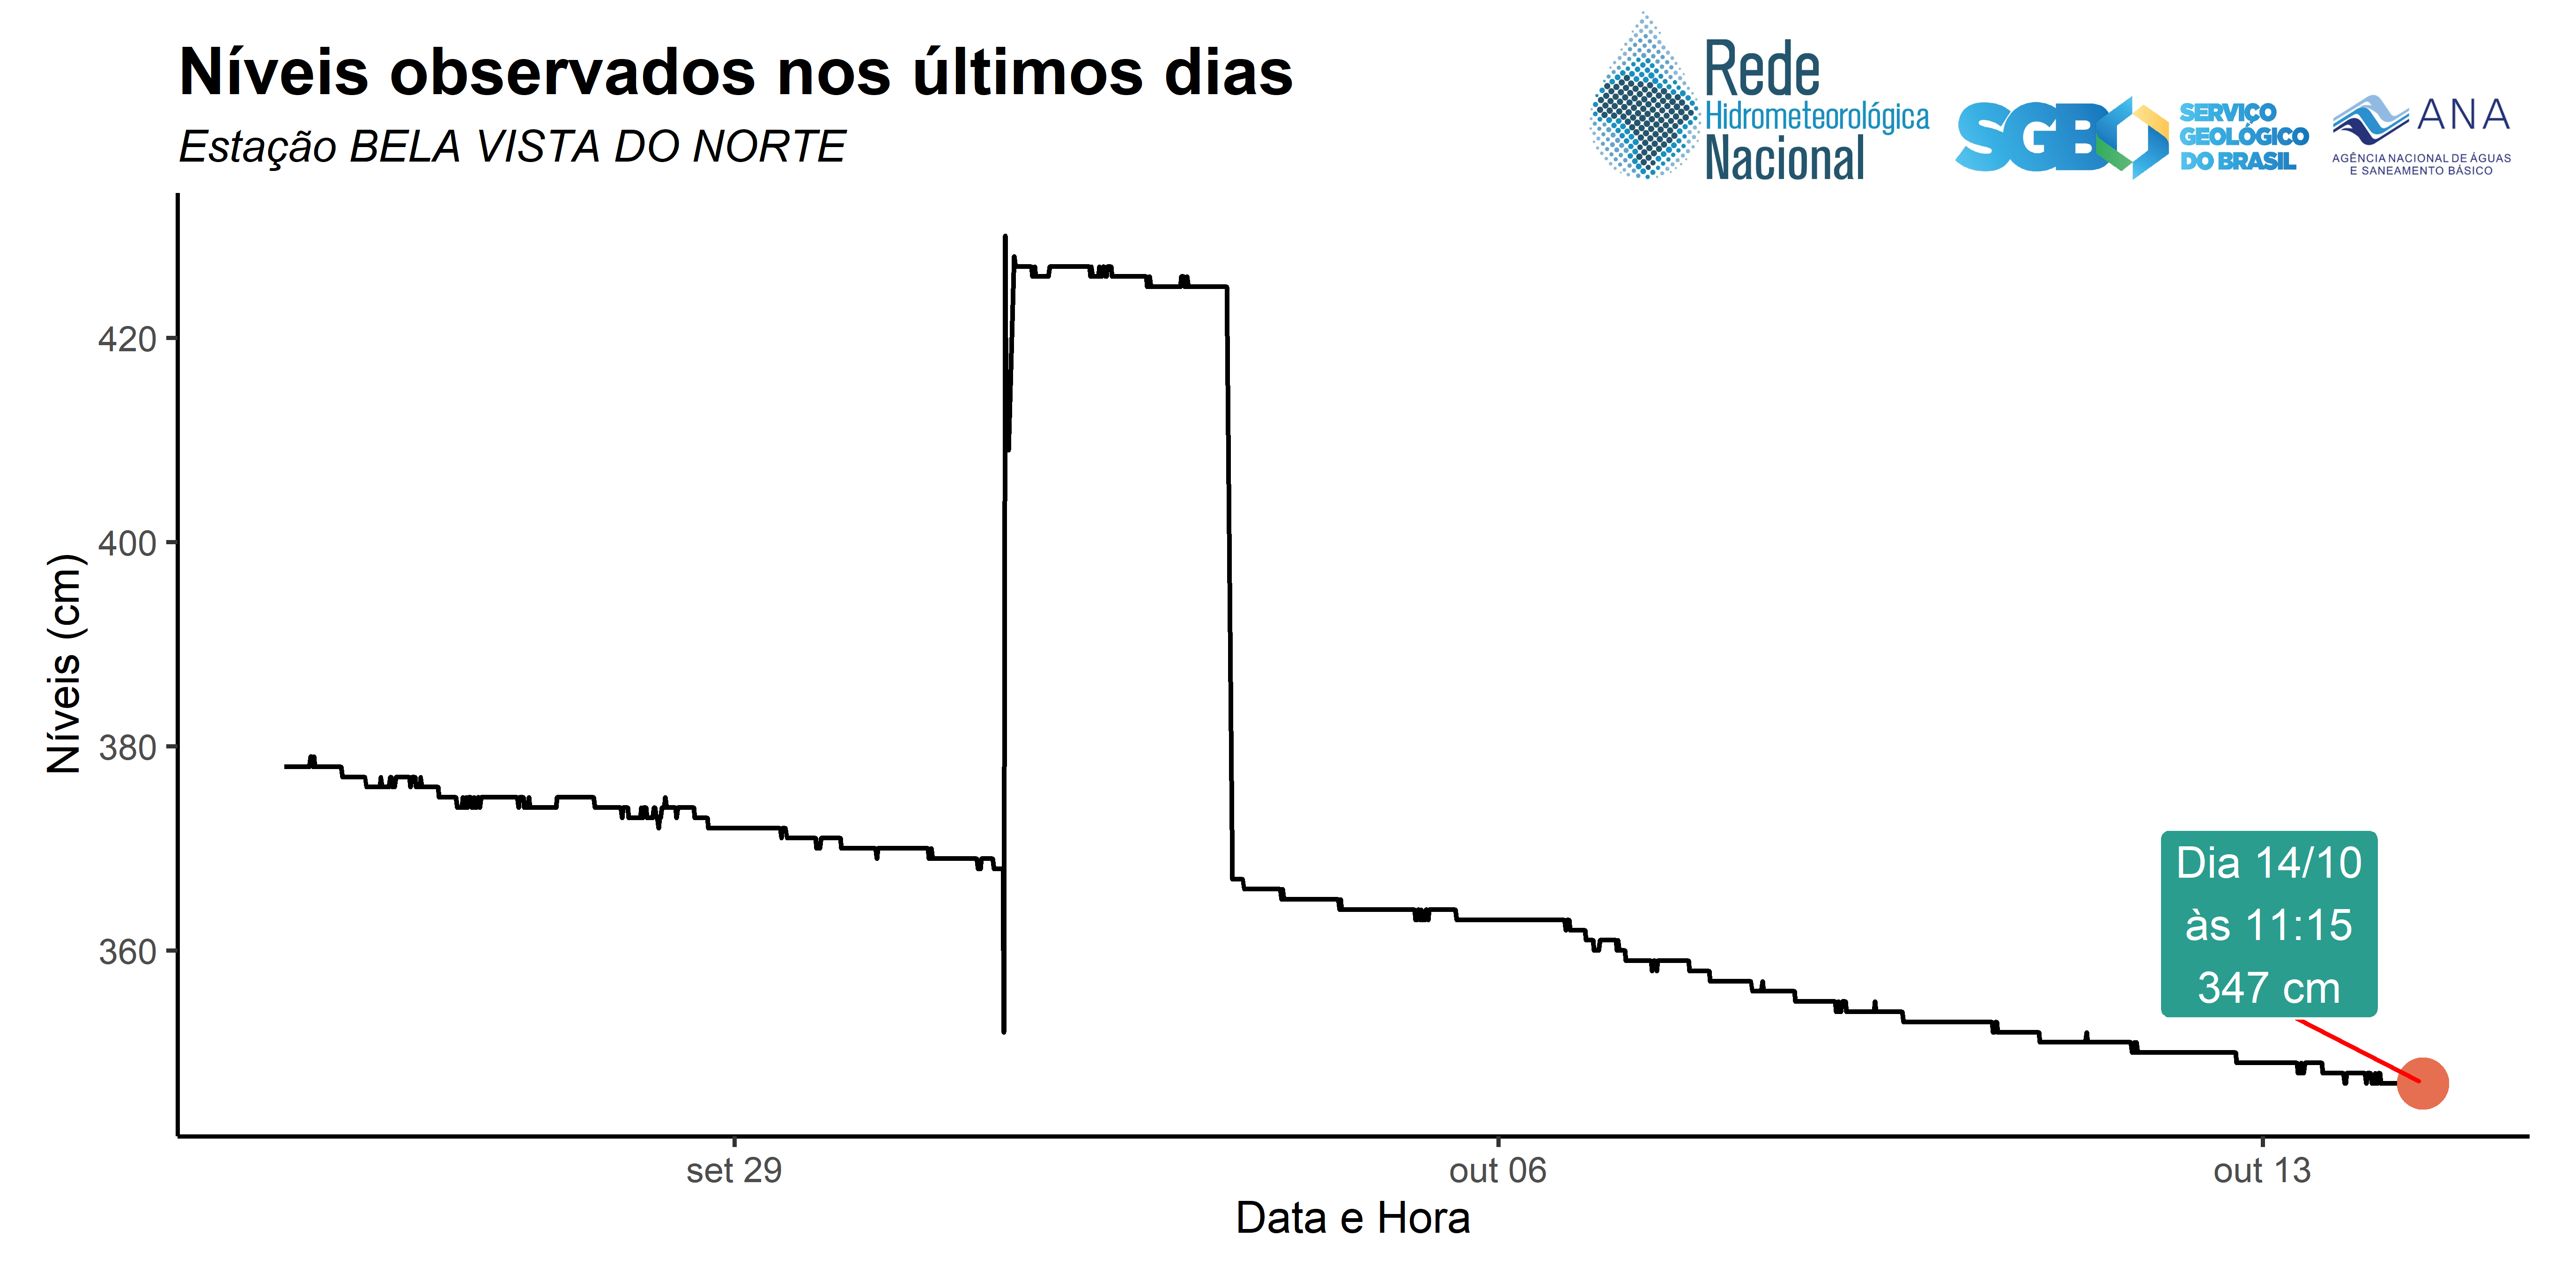 Níveis observados nos últimos dias
Estação BELA VISTA DO NORTE
Rede
Hidrometeorológica
Nacional
SGB
SERVIÇO
GEOLÓGICO
DO BRASIL
ANA
AGÊNCIA NACIONAL DE ÁGUAS
E SANEAMENTO BÁSICO
Níveis (cm)
420
400
380
360
Dia 14/10
às 11:15
347 cm
set 29
out 06
out 13
Data e Hora